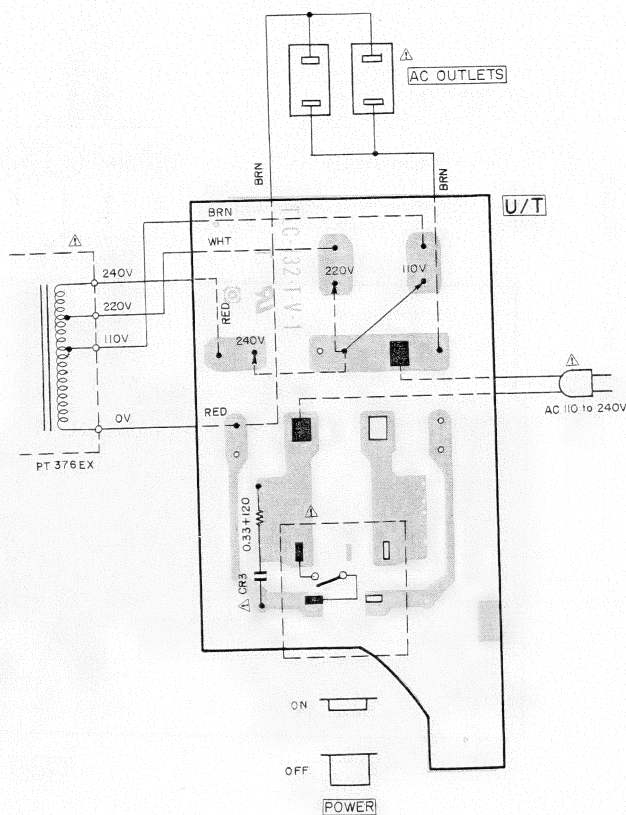 AC OUTLETS
BRN
BRN
U/T
BRN
WHT
240V
220V
110V
0V
RED
220V
110V
240V
RED
PT 376EX
AC 110 to 240V
0.33+120
CR3
ON
OFF
POWER